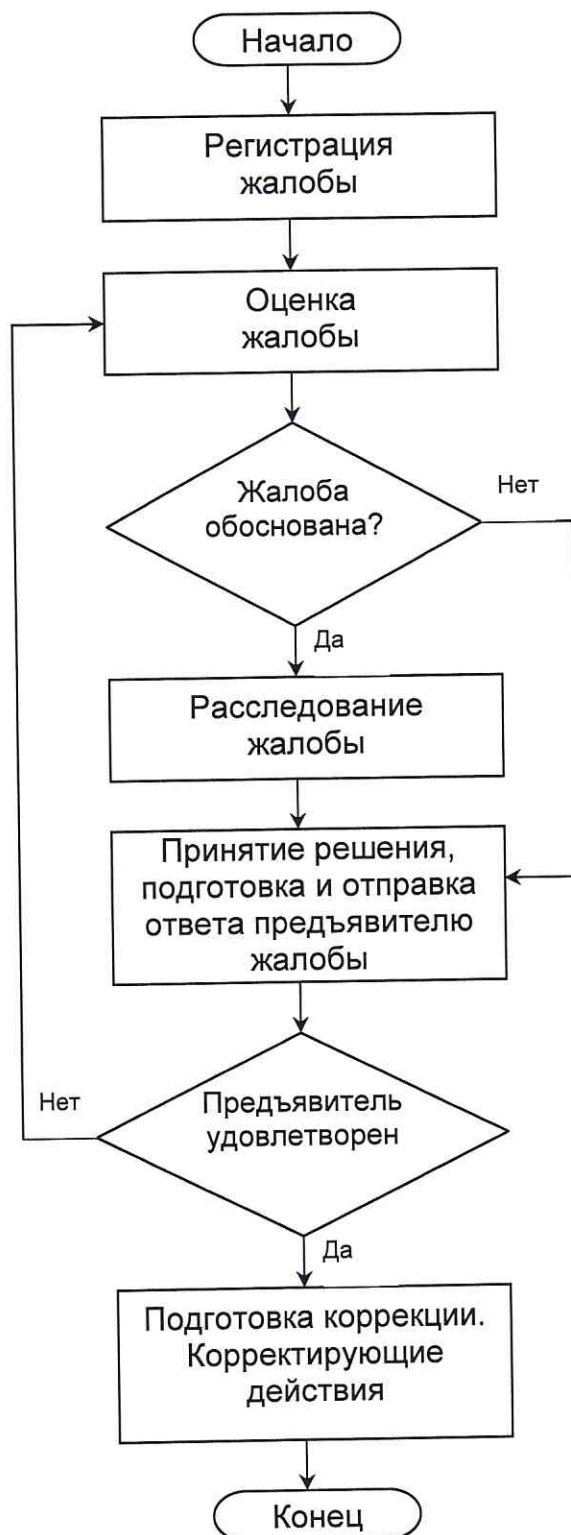 Начало
Регистрация
жалобы
Оценка
жалобы
Жалоба
обоснована?
Нет
Да
Расследование
жалобы
Принятие решения,
подготовка и отправка
ответа предъявителю
жалобы
Нет
Предъявитель
удовлетворен
Да
Подготовка коррекции.
Корректирующие
действия
Конец